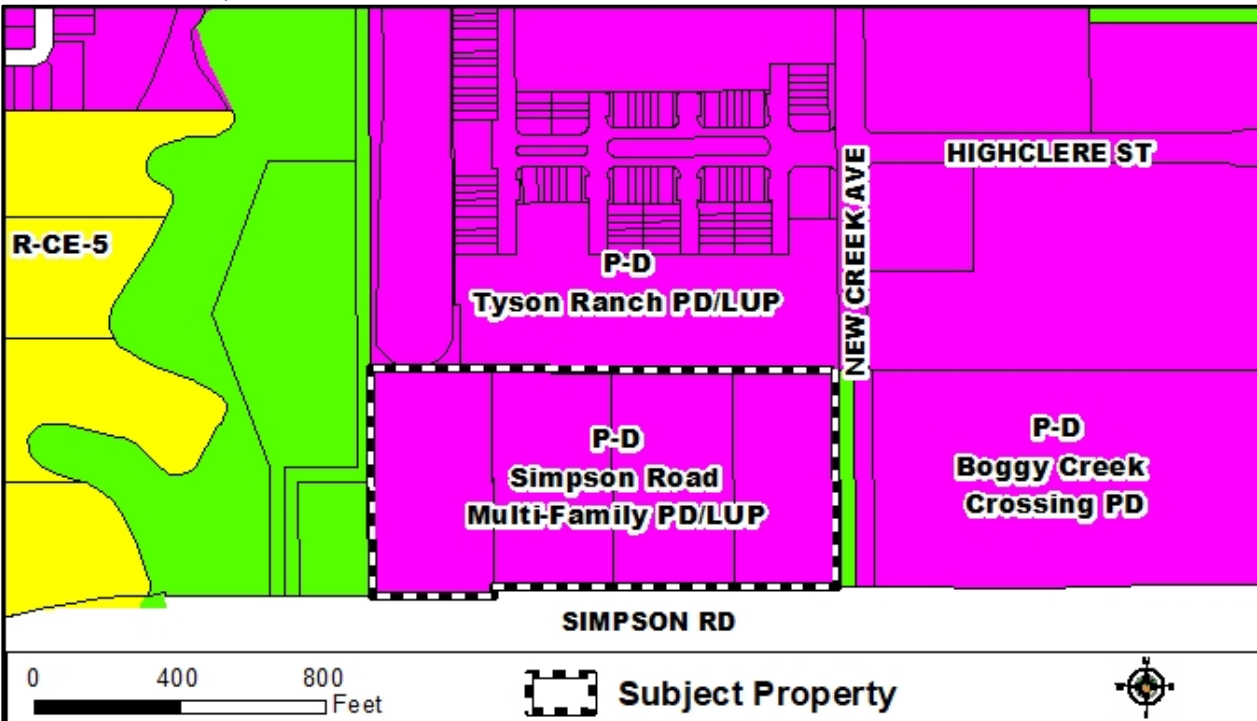 HIGHCLERE ST
R-CE-5
NEW CREEK AVE
P-D
Tyson Ranch PD/LUP
P-D
Simpson Road
Multi-Family PD/LUP
P-D
Boggy Creek
Crossing PD
SIMPSON RD
0 400 800
Feet
Subject Property
N